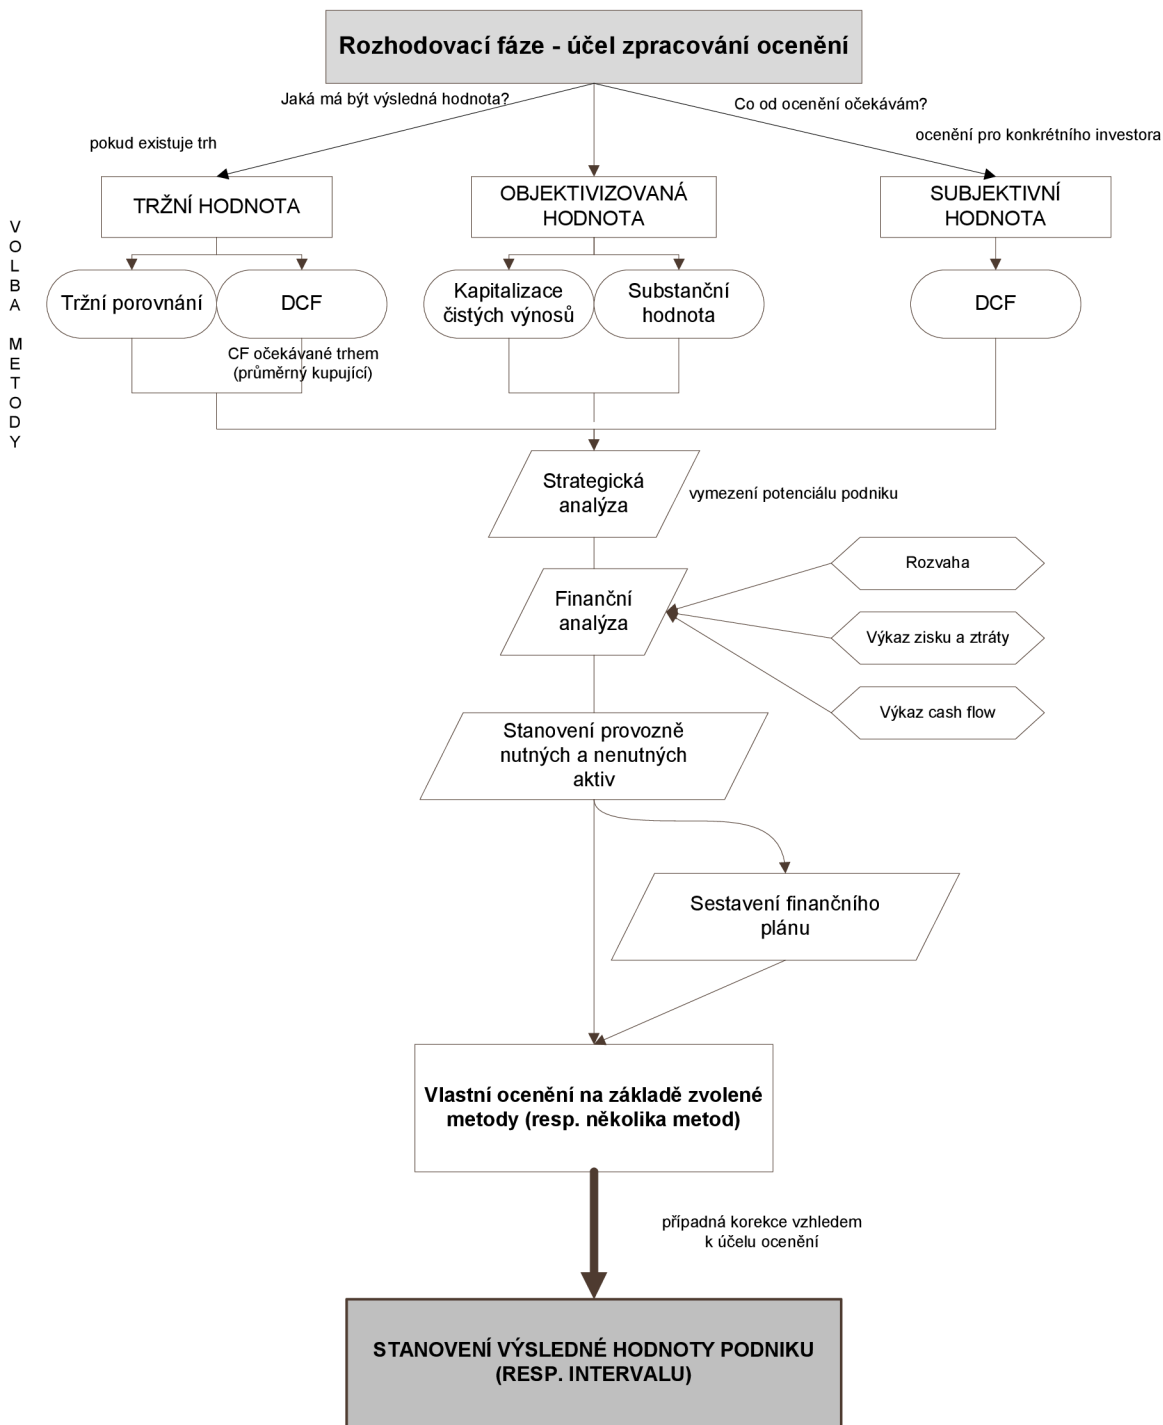 Rozhodovací fáze - účel zpracování ocenění
Jaká má být výsledná hodnota?
Co od ocenění očekávám?
pokud existuje trh
ocenění pro konkrétního investora
TRŽNÍ HODNOTA
OBJEKTIVIZOVANÁ
HODNOTA
SUBJEKTIVNÍ
HODNOTA
V
O
L
B
A
M
E
T
O
D
Y
Tržní porovnání
DCF
Kapitalizace
čistých výnosů
Substanční
hodnota
DCF
CF očekávané trhem
(průměrný kupující)
Strategická
analýza
vymezení potenciálu podniku
Finanční
analýza
Rozvaha
Výkaz zisku a ztráty
Výkaz cash flow
Stanovení provozně
nutných a nenutných
aktiv
Sestavení finančního
plánu
Vlastní ocenění na základě zvolené
metody (resp. několika metod)
případná korekce vzhledem
k účelu ocenění
STANOVENÍ VÝSLEDNÉ HODNOTY PODNIKU
(RESP. INTERVALU)